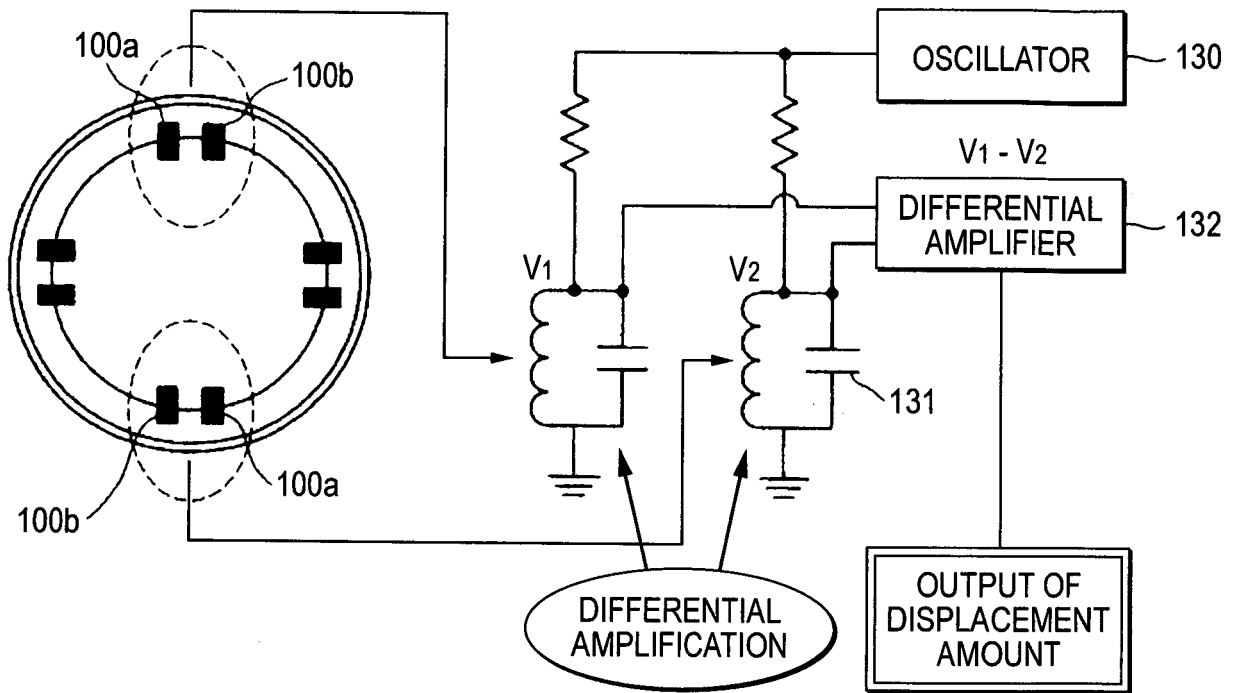 100a
100b
OSCILLATOR
130
V1 - V2
DIFFERENTIAL
AMPLIFIER
132
V1
V2
131
100a
100b
DIFFERENTIAL
AMPLIFICATION
OUTPUT OF
DISPLACEMENT
AMOUNT